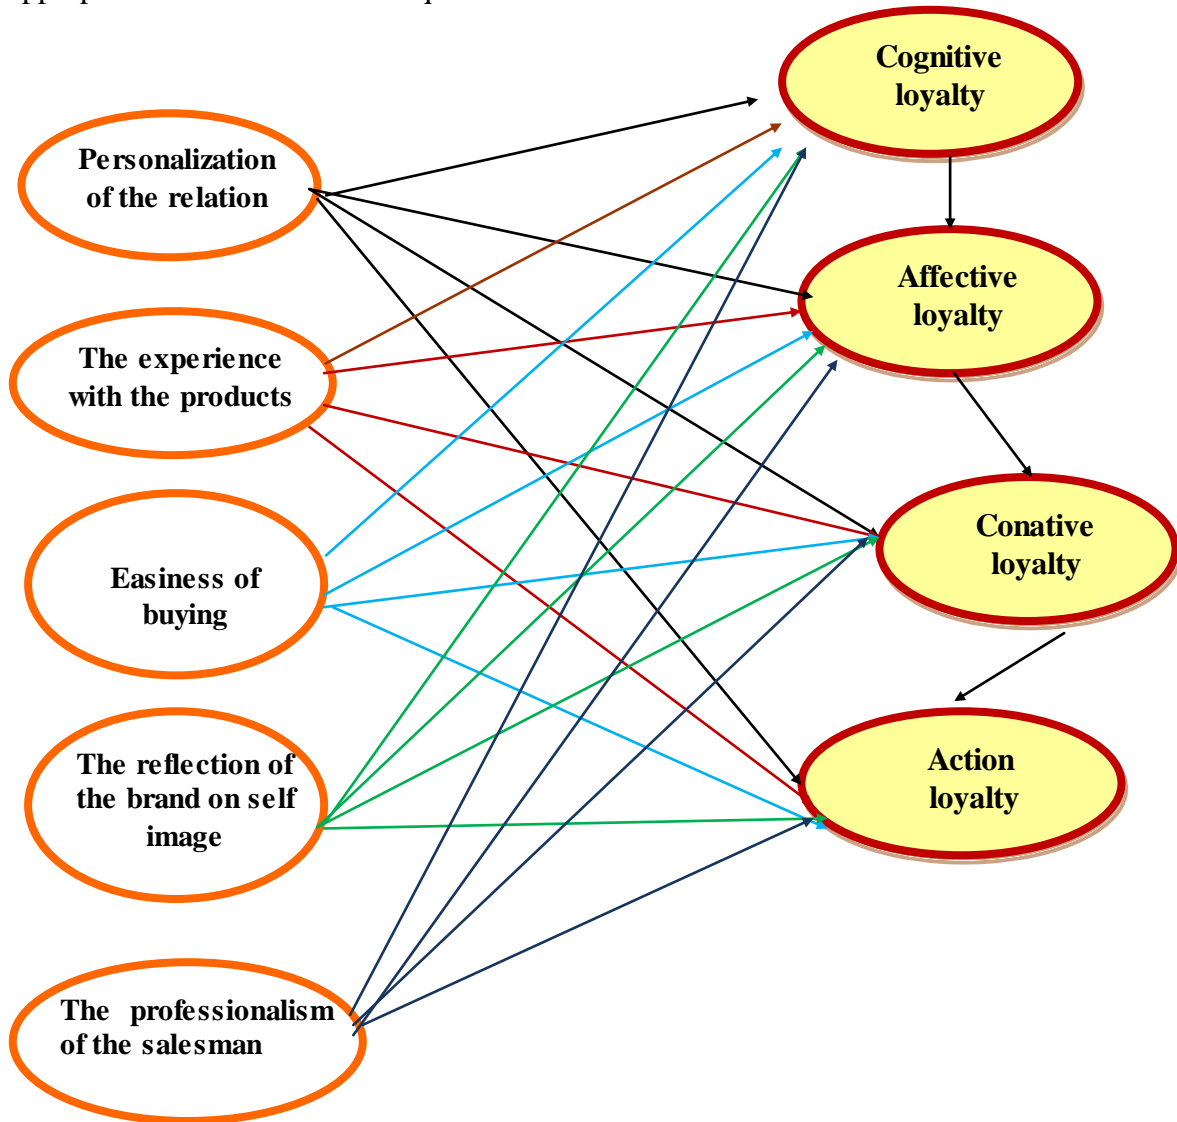 Cognitive
loyalty
Personalization
of the relation
Affective
loyalty
The experience
with the products
Conative
loyalty
Easiness of
buying
Action
loyalty
The reflection of
the brand on self
image
The professionalism
of the salesman